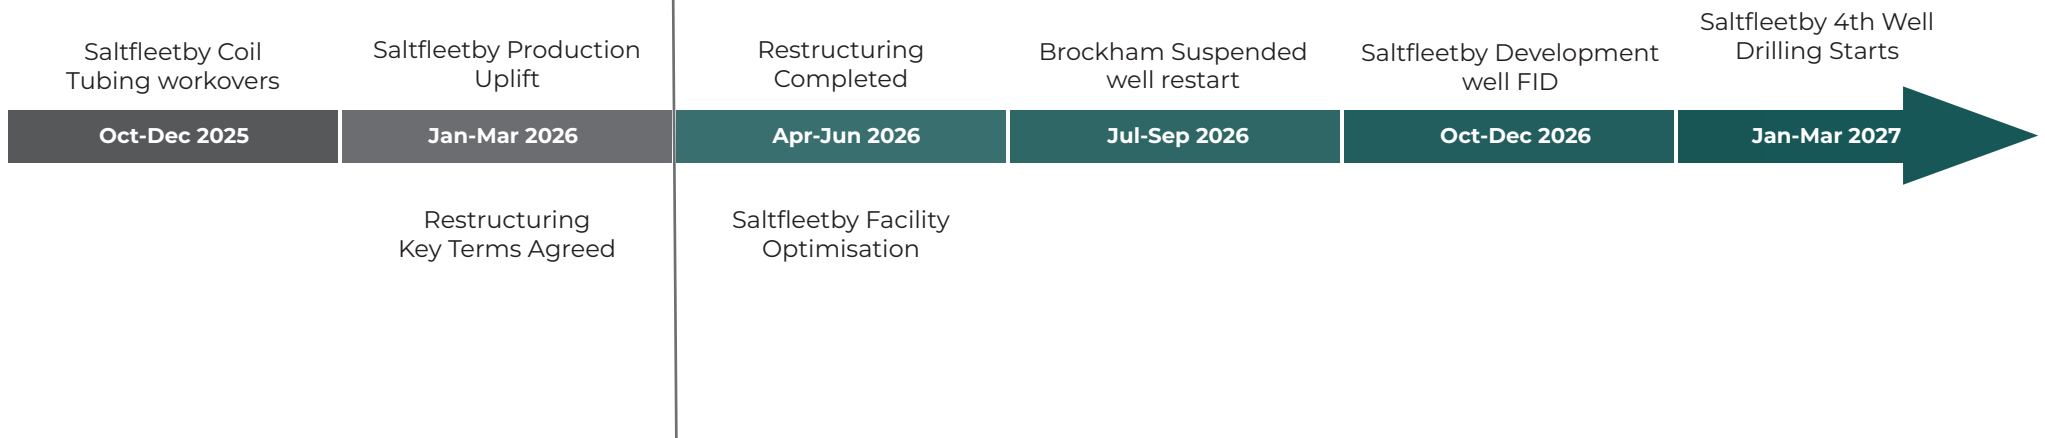 Saltfleetby Coil
Tubing workovers
Saltfleetby Production
Uplift
Restructuring
Completed
Brockham Suspended
well restart
Saltfleetby Development
well FID
Saltfleetby 4th Well
Drilling Starts
Oct-Dec 2025
Jan-Mar 2026
Apr-Jun 2026
Jul-Sep 2026
Oct-Dec 2026
Jan-Mar 2027
Restructuring
Key Terms Agreed
Saltfleetby Facility
Optimisation